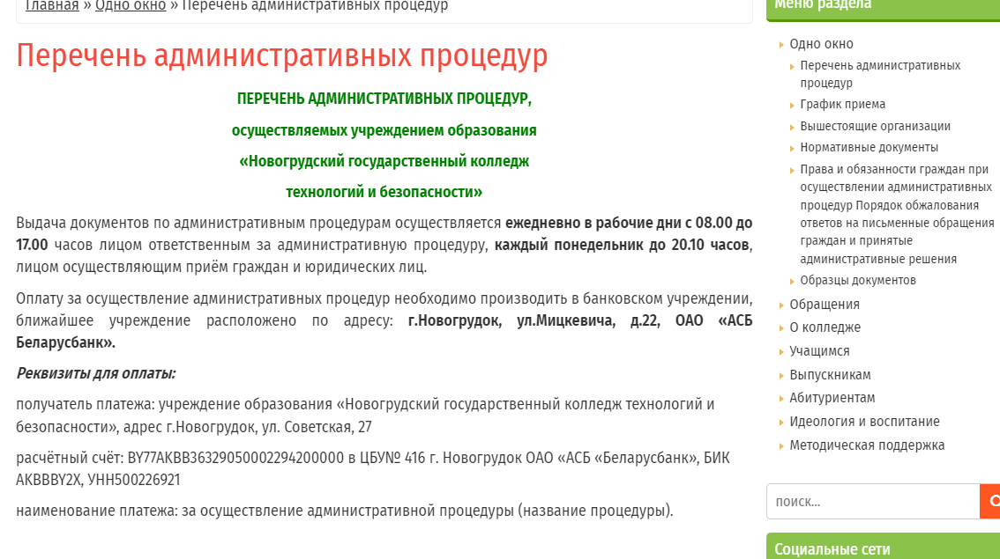 Главная » Одно окно » Перечень административных процедур
Перечень административных процедур
ПЕРЕЧЕНЬ АДМИНИСТРАТИВНЫХ ПРОЦЕДУР,
осуществляемых учреждением образования
«Новогрудский государственный колледж
технологий и безопасности»
Выдача документов по административным процедурам осуществляется ежедневно в рабочие дни с 08.00 до
17.00 часов лицом ответственным за административную процедуру, каждый понедельник до 20.10 часов,
лицом осуществляющим приём граждан и юридических лиц.
Оплату за осуществление административных процедур необходимо производить в банковском учреждении,
ближайшее учреждение расположено по адресу: г.Новогрудок, ул.Мицкевича, д.22, ОАО «АСБ
Беларусбанк».
Реквизиты для оплаты:
получатель платежа: учреждение образования «Новогрудский государственный колледж технологий и
безопасности», адрес г.Новогрудок, ул. Советская, 27
расчётный счёт: BY77AKBB36329050002294200000 в ЦБУ№ 416 г. Новогрудок ОАО «АСБ «Беларусбанк», БИК
AKBBBY2X, УНН500226921
наименование платежа: за осуществление административной процедуры (название процедуры).
Меню раздела
Одно окно
Перечень административных
процедур
График приема
Вышестоящие организации
Нормативные документы
Права и обязанности граждан при
осуществлении административных
процедур Порядок обжалования
ответов на письменные обращения
граждан и принятые
административные решения
Образцы документов
Обращения
О колледже
Учащимся
Выпускникам
Абитуриентам
Идеология и воспитание
Методическая поддержка
поиск...
Социальные сети